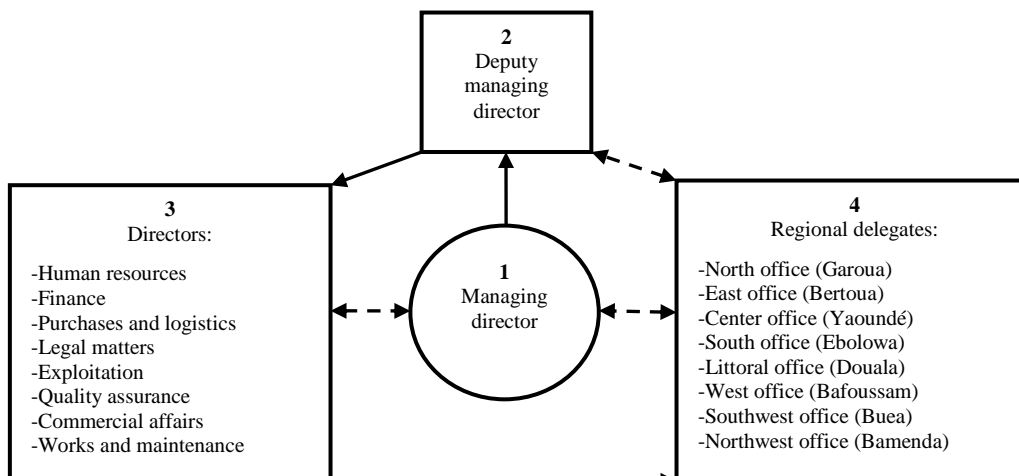 2
Deputy
managing
director
3
Directors:
-Human resources
-Finance
-Purchases and logistics
-Legal matters
-Exploitation
-Quality assurance
-Commercial affairs
-Works and maintenance
1
Managing
director
4
Regional delegates:
-North office (Garoua)
-East office (Bertoua)
-Center office (Yaoundé)
-South office (Ebolowa)
-Littoral office (Douala)
-West office (Bafoussam)
-Southwest office (Buea)
-Northwest office (Bamenda)